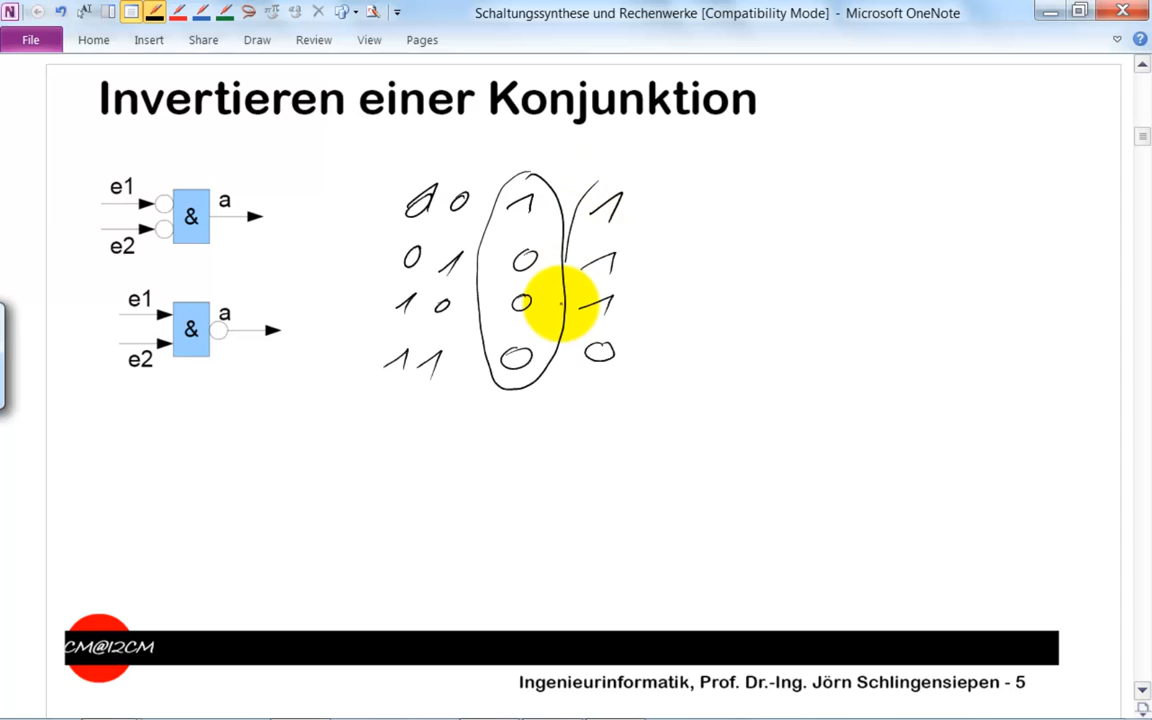 Schaltungssynthese und Rechenwerke [Compatibility Mode] - Microsoft OneNote
File Home Insert Share Draw Review View Pages
Invertieren einer Konjunktion
e1
& a
e2
e1
& a
e2
0 0 1 1
0 1 0 1
1 0 0 1
1 1 0 0
CM@I2CM
Ingenieurinformatik, Prof. Dr.-Ing. Jörn Schlingensiepen - 5